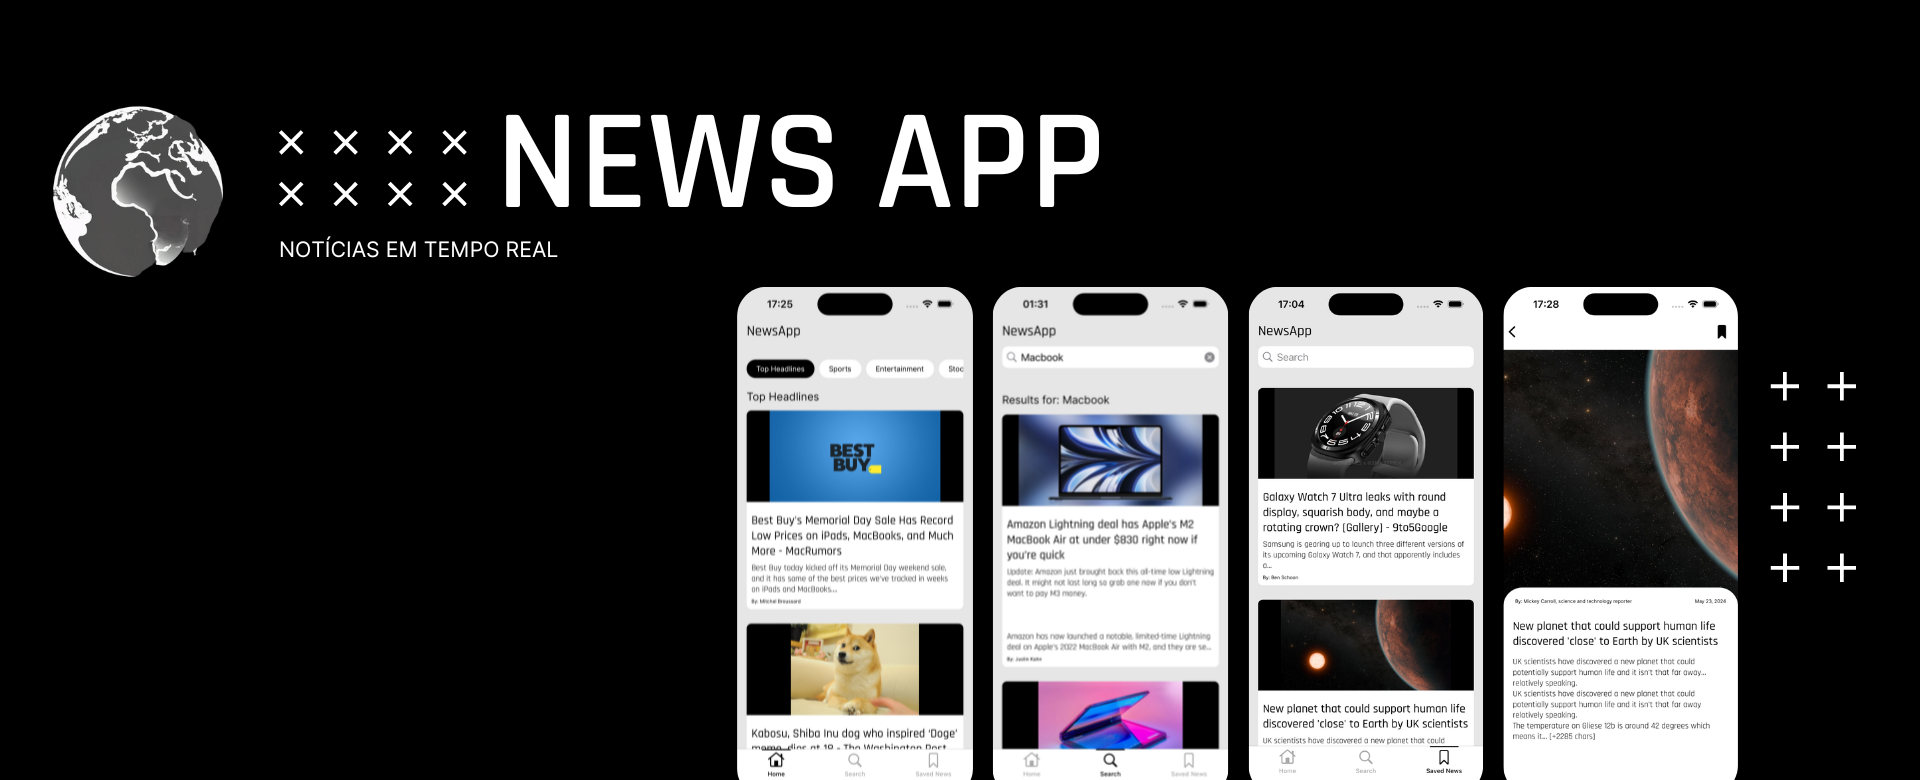 NEWS APP
NOTÍCIAS EM TEMPO REAL
17:25
NewsApp
Top Headlines
Sports
Entertainment
Stoc
Top Headlines
BEST
BUY
Best Buy's Memorial Day Sale Has Record
Low Prices on iPads, MacBooks, and Much
More - MacRumors
Best Buy today kicked off its Memorial Day weekend sale,
and it has some of the best prices we've tracked in weeks
on iPads and MacBooks...
By: Mitchel Broussard
Kabosu, Shiba Inu dog who inspired 'Doge'
meme, dies at 18 - The Washington Post
Home
Search
Saved News
01:31
NewsApp
Macbook
Results for: Macbook
Amazon Lightning deal has Apple's M2
MacBook Air at under $830 right now if
you're quick
Update: Amazon just brought back this all-time low Lightning
deal. It might not last long so grab one now if you don't
want to pay M3 money.
Amazon has now launched a notable, limited-time Lightning
deal on Apple's 2022 MacBook Air with M2, and they are se...
By: Justin Kahn
Home
Search
Saved News
17:04
NewsApp
Search
Galaxy Watch 7 Ultra leaks with round
display, squarish body, and maybe a
rotating crown? (Gallery) - 9to5Google
Samsung is gearing up to launch three different versions of
its upcoming Galaxy Watch 7, and that apparently includes
a...
By: Ben Schoon
New planet that could support human life
discovered 'close' to Earth by UK scientists
UK scientists have discovered a new planet that could
Home
Search
Saved News
17:28
By: Mickey Carroll, science and technology reporter
May 23, 2024
New planet that could support human life
discovered 'close' to Earth by UK scientists
UK scientists have discovered a new planet that could
potentially support human life and it isn't that far away...
relatively speaking.
UK scientists have discovered a new planet that could
potentially support human life and it isn't that far away
relatively speaking.
The temperature on Gliese 12b is around 42 degrees which
means it... [+2285 chars]